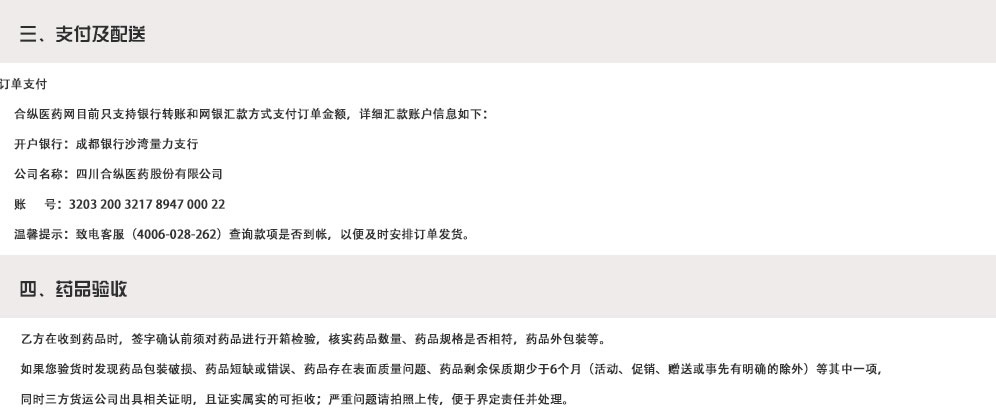 三、支付及配送
订单支付
合纵医药网目前只支持银行转账和网银汇款方式支付订单金额，详细汇款账户信息如下：
开户银行：成都银行沙湾量力支行
公司名称：四川合纵医药股份有限公司
账 号：3203 200 3217 8947 000 22
温馨提示：致电客服（4006-028-262）查询款项是否到帐，以便及时安排订单发货。
四、药品验收
乙方在收到药品时，签字确认前须对药品进行开箱检验，核实药品数量、药品规格是否相符，药品外包装等。
如果您验货时发现药品包装破损、药品短缺或错误、药品存在表面质量问题、药品剩余保质期少于6个月（活动、促销、赠送或事先有明确的除外）等其中一项，
同时三方货运公司出具相关证明，且证实属实的可拒收；严重问题请拍照上传，便于界定责任并处理。